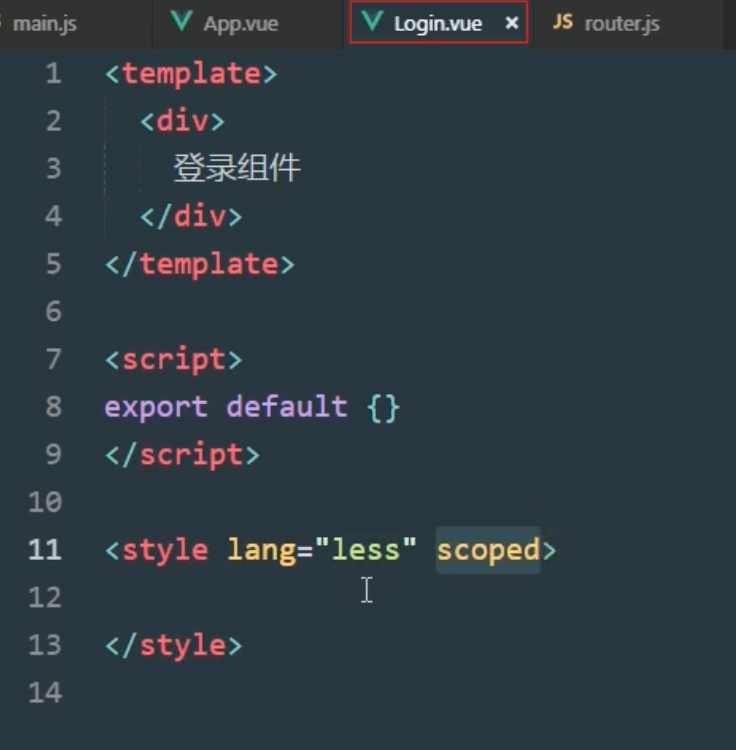 main.js App.vue Login.vue × JS router.js
1 <template>
2 <div>
3 登录组件
4 </div>
5 </template>
6
7 <script>
8 export default {}
9 </script>
10
11 <style lang="less" scoped>
12
13 </style>
14